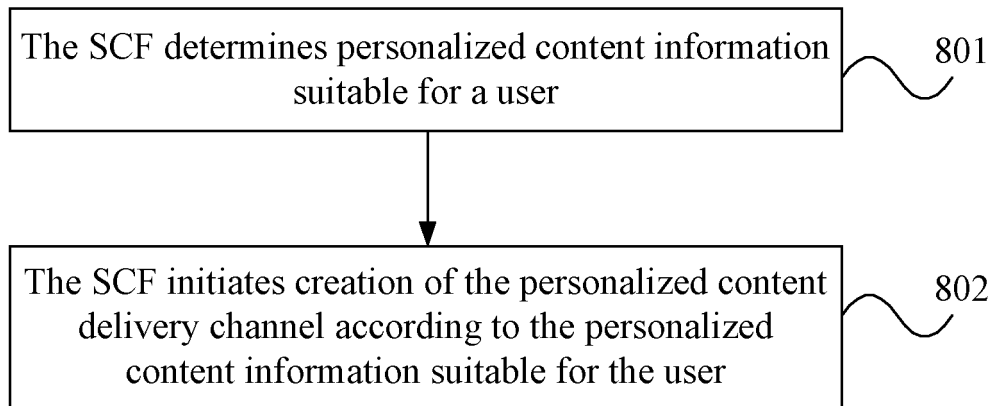 The SCF determines personalized content information
suitable for a user
801
The SCF initiates creation of the personalized content
delivery channel according to the personalized
content information suitable for the user
802